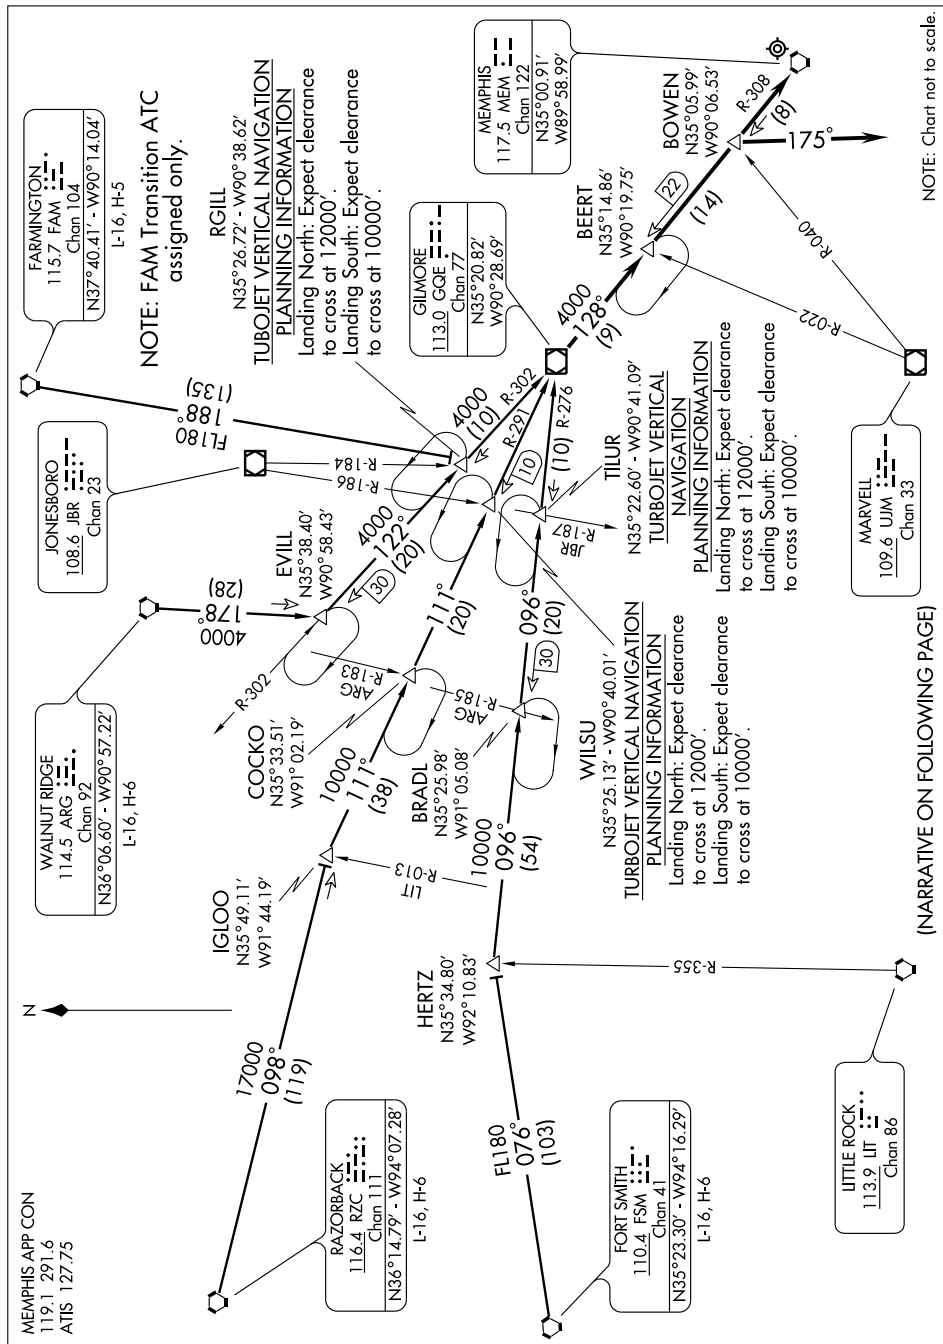 MEMPHIS APP CON
119.1 291.6
ATIS 127.75
N
RAZORBACK
116.4 RZC
Chan 111
N36°14.79' - W94°07.28'
L-16, H-6
17000
098°
(119)
IGLOO
N35°49.11'
W91°44.19'
LIT
R-013
10000
111°
(38)
FORT SMITH
110.4 FSM
Chan 41
N35°23.30' - W94°16.29'
L-16, H-6
FL180
076°
(103)
HERTZ
N35°34.80'
W92°10.83'
R-355
LITTLE ROCK
113.9 LIT
Chan 86
10000
096°
(54)
WALNUT RIDGE
114.5 ARG
Chan 92
N36°06.60' - W90°57.22'
L-16, H-6
4000
178°
(28)
R-302
EVILL
N35°38.40'
W90°58.43'
30
4000
122°
(20)
COCKO
N35°33.51'
W91°02.19'
R-183
ARG
111°
(20)
BRADL
N35°25.98'
W91°05.08'
R-185
ARG
30
096°
(20)
JONESBORO
108.6 JBR
Chan 23
R-184
R-186
FARMINGTON
115.7 FAM
Chan 104
N37°40.41' - W90°14.04'
L-16, H-5
FL180
188°
(135)
NOTE: FAM Transition ATC
assigned only.
RGILL
N35°26.72' - W90°38.62'
TUBOJET VERTICAL NAVIGATION
PLANNING INFORMATION
Landing North: Expect clearance
to cross at 12000'.
Landing South: Expect clearance
to cross at 10000'.
4000
(10)
R-302
R-291
10
R-276
(10)
JBR
R-187
TILUR
N35°22.60' - W90°41.09'
TURBOJET VERTICAL
NAVIGATION
PLANNING INFORMATION
Landing North: Expect clearance
to cross at 12000'.
Landing South: Expect clearance
to cross at 10000'.
WILSU
N35°25.13' - W90°40.01'
TURBOJET VERTICAL NAVIGATION
PLANNING INFORMATION
Landing North: Expect clearance
to cross at 12000'.
Landing South: Expect clearance
to cross at 10000'.
GILMORE
113.0 GQE
Chan 77
N35°20.82'
W90°28.69'
4000
128°
(9)
BEERT
N35°14.86'
W90°19.75'
22
(14)
MEMPHIS
117.5 MEM
Chan 122
N35°00.91'
W89°58.99'
BOWEN
N35°05.99'
W90°06.53'
R-308
(8)
175°
R-040
R-022
MARVELL
109.6 UJM
Chan 33
(NARRATIVE ON FOLLOWING PAGE)
NOTE: Chart not to scale.